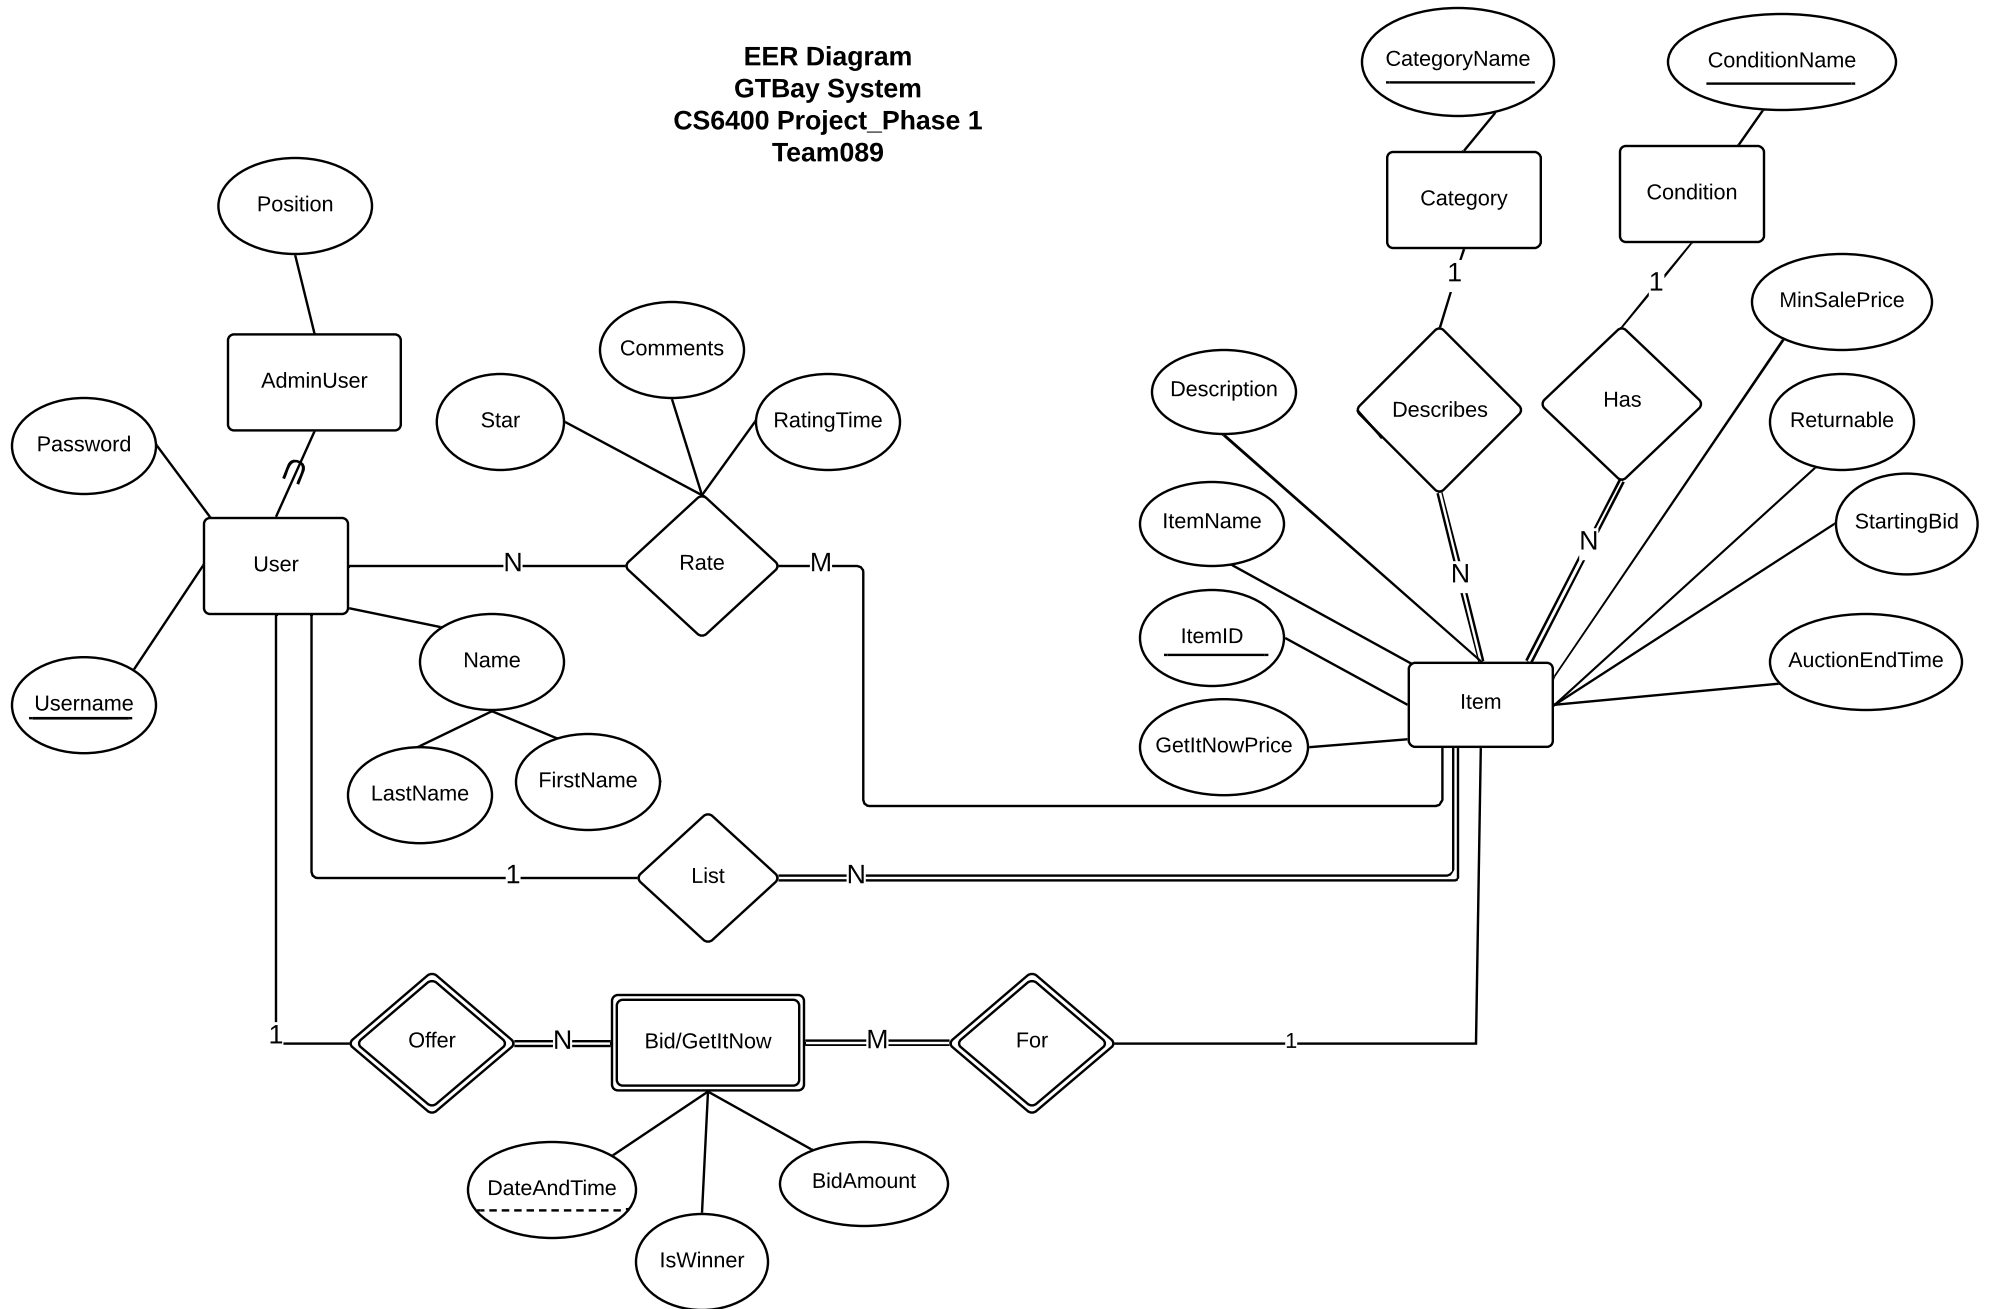 EER Diagram
GTBay System
CS6400 Project_Phase 1
Team089
CategoryName
ConditionName
Position
Category
Condition
1
1
MinSalePrice
Comments
AdminUser
Description
Star
RatingTime
Describes
Has
Returnable
Password
ItemName
StartingBid
N
User
N
Rate
M
N
ItemID
Name
AuctionEndTime
Username
Item
GetItNowPrice
LastName
FirstName
1
List
N
1
Offer
N
Bid/GetItNow
M
For
1
DateAndTime
BidAmount
IsWinner